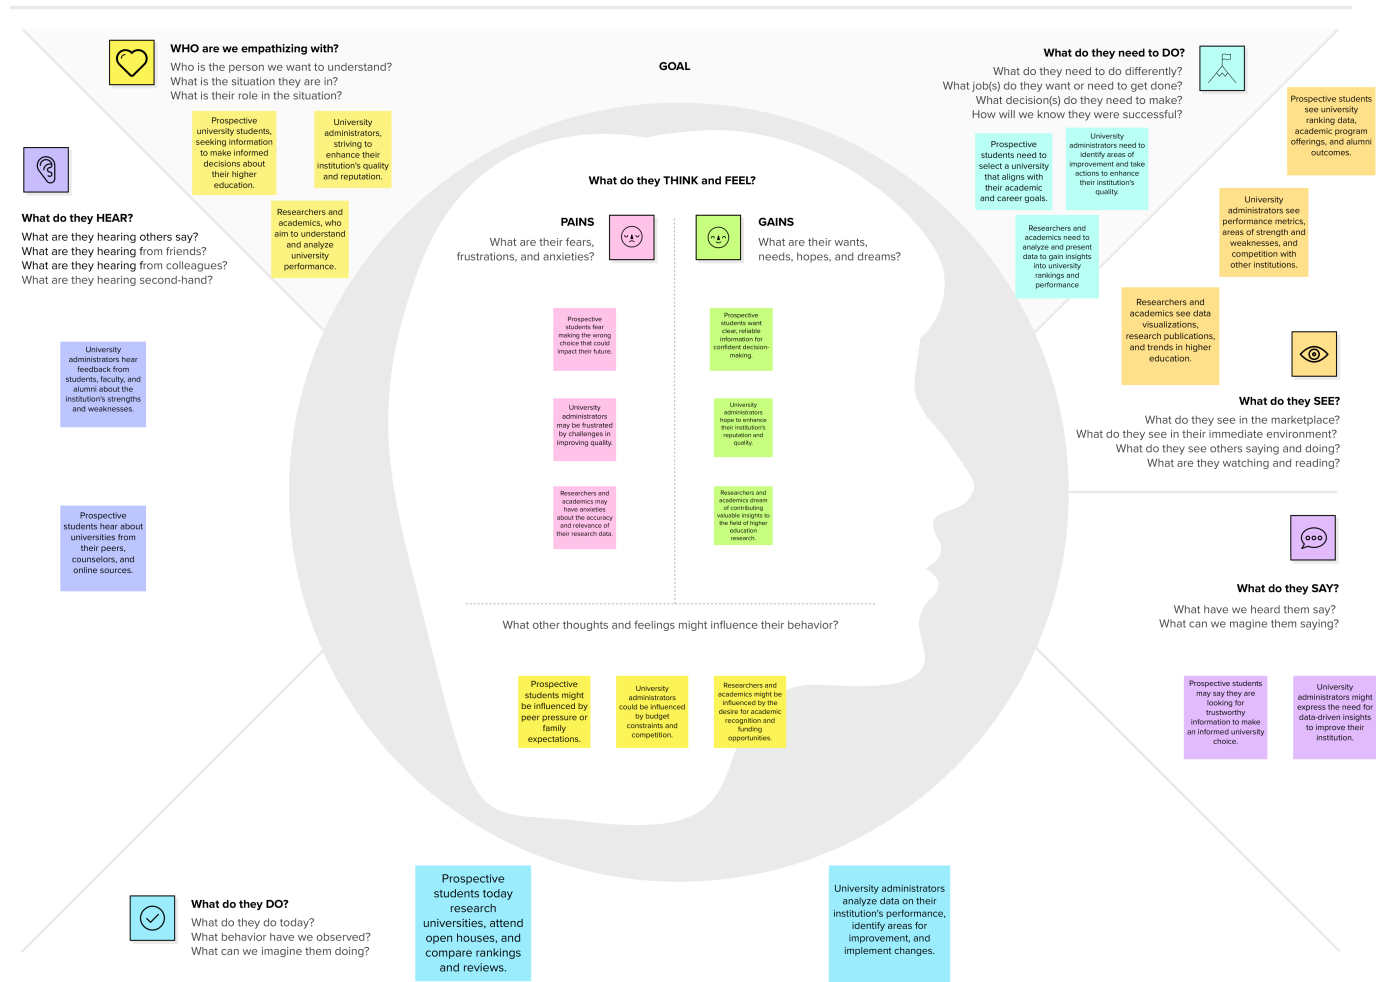 WHO are we empathizing with?
Who is the person we want to understand?
What is the situation they are in?
What is their role in the situation?
Prospective
university students,
seeking information
to make informed
decisions about
their higher
education.
University
administrators,
striving to
enhance their
institution's quality
and reputation.
Researchers and
academics, who
aim to understand
and analyze
university
performance.
GOAL
What do they need to DO?
What do they need to do differently?
What job(s) do they want or need to get done?
What decision(s) do they need to make?
How will we know they were successful?
Prospective
students need to
select a university
that aligns with
their academic
and career goals.
University
administrators need to
identify areas of
improvement and take
actions to enhance
their institution's
quality.
Researchers and
academics need to
analyze and present
data to gain insights
into university
rankings and
performance
Prospective students
see university
ranking data,
academic program
offerings, and alumni
outcomes.
University
administrators see
performance metrics,
areas of strength and
weaknesses, and
competition with
other institutions.
Researchers and
academics see data
visualizations,
research publications,
and trends in higher
education.
What do they SEE?
What do they see in the marketplace?
What do they see in their immediate environment?
What do they see others saying and doing?
What are they watching and reading?
What do they HEAR?
What are they hearing others say?
What are they hearing from friends?
What are they hearing from colleagues?
What are they hearing second-hand?
University
administrators hear
feedback from
students, faculty, and
alumni about the
institution's strengths
and weaknesses.
Prospective
students hear about
universities from
their peers,
counselors, and
online sources.
What do they THINK and FEEL?
PAINS
What are their fears,
frustrations, and anxieties?
GAINS
What are their wants,
needs, hopes, and dreams?
Prospective
students fear
making the wrong
choice that could
impact their future.
University
administrators
may be frustrated
by challenges in
improving quality.
Researchers and
academics may
have anxieties
about the accuracy
and relevance of
their research data.
Prospective
students want
clear, reliable
information for
confident decision-
making.
University
administrators
hope to enhance
their institution's
reputation and
quality.
Researchers and
academics dream
of contributing
valuable insights to
the field of higher
education
research.
What other thoughts and feelings might influence their behavior?
Prospective
students might
be influenced by
peer pressure or
family
expectations.
University
administrators
could be influenced
by budget
constraints and
competition.
Researchers and
academics might be
influenced by the
desire for academic
recognition and
funding
opportunities.
What do they SAY?
What have we heard them say?
What can we magine them saying?
Prospective students
may say they are
looking for
trustworthy
information to make
an informed university
choice.
University
administrators might
express the need for
data-driven insights
to improve their
institution.
What do they DO?
What do they do today?
What behavior have we observed?
What can we imagine them doing?
Prospective
students today
research
universities, attend
open houses, and
compare rankings
and reviews.
University administrators
analyze data on their
institution's performance,
identify areas for
improvement, and
implement changes.